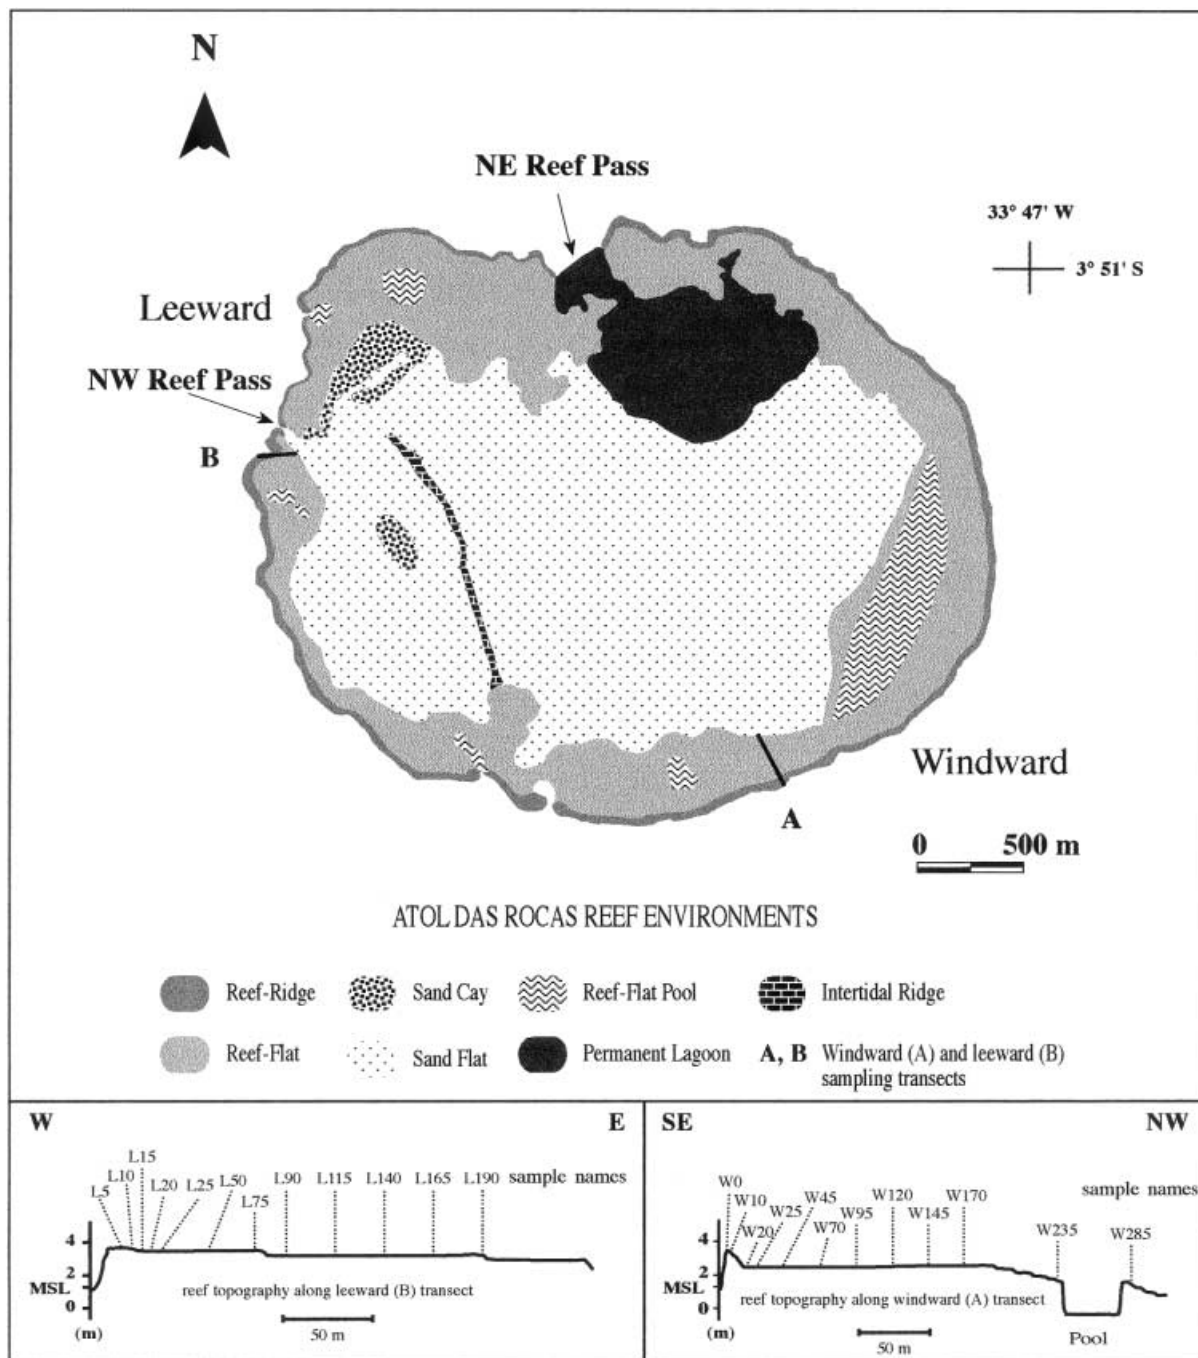 N
NE Reef Pass
33° 47' W
3° 51' S
Leeward
NW Reef Pass
B
Windward
A
0 500 m
ATOL DAS ROCAS REEF ENVIRONMENTS
Reef-Ridge Sand Cay Reef-Flat Pool Intertidal Ridge
Reef-Flat Sand Flat Permanent Lagoon A, B Windward (A) and leeward (B)
sampling transects
W E
L15
L10
L5 L20 L25 L50 L75 L90 L115 L140 L165 L190 sample names
4
2
MSL
0
(m)
reef topography along leeward (B) transect
50 m
SE NW
W0
W10
W20 W25 W45 W70 W95 W120 W145 W170 W235 W285
sample names
4
2
MSL
0
(m)
reef topography along windward (A) transect
50 m
Pool